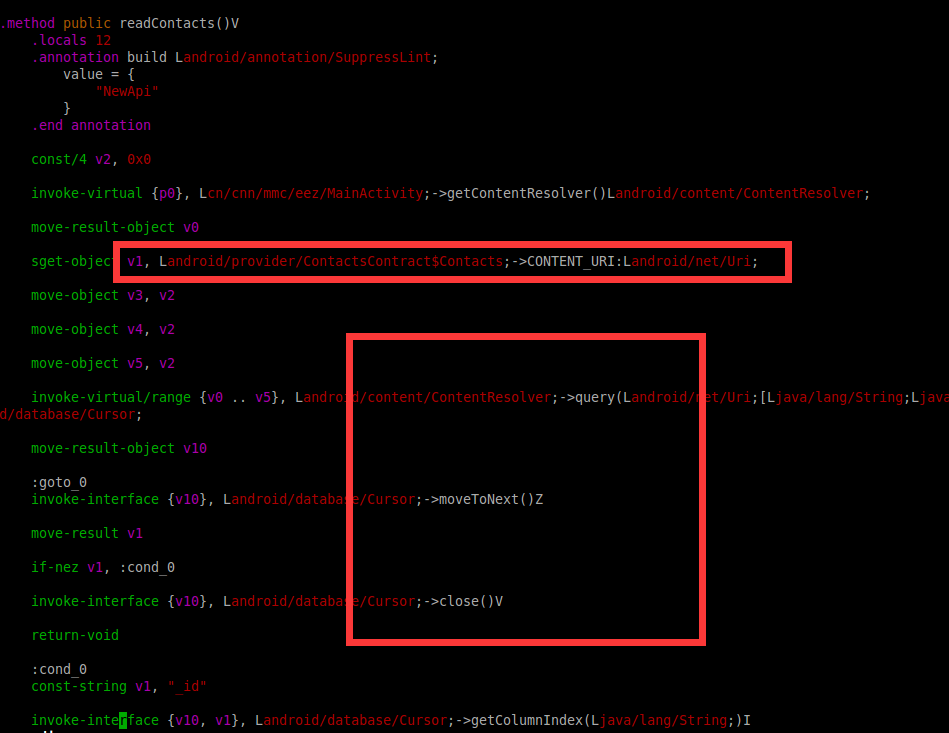 .method public readContacts()V
.locals 12
.annotation build Landroid/annotation/SuppressLint;
value = {
"NewApi"
}
.end annotation
const/4 v2, 0x0
invoke-virtual {p0}, Lcn/cnn/mmc/eez/MainActivity;->getContentResolver()Landroid/content/ContentResolver;
move-result-object v0
sget-object v1, Landroid/provider/ContactsContract$Contacts;->CONTENT_URI:Landroid/net/Uri;
move-object v3, v2
move-object v4, v2
move-object v5, v2
invoke-virtual/range {v0 .. v5}, Landroid/content/ContentResolver;->query(Landroid/net/Uri;[Ljava/lang/String;Ljava
d/database/Cursor;
move-result-object v10
:goto_0
invoke-interface {v10}, Landroid/database/Cursor;->moveToNext()Z
move-result v1
if-nez v1, :cond_0
invoke-interface {v10}, Landroid/database/Cursor;->close()V
return-void
:cond_0
const-string v1, "_id"
invoke-interface {v10, v1}, Landroid/database/Cursor;->getColumnIndex(Ljava/lang/String;)I